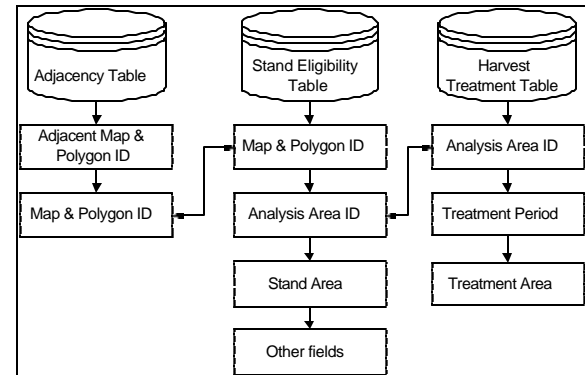 Adjacency Table
Stand Eligibility
Table
Harvest
Treatment Table
Adjacent Map &
Polygon ID
Map & Polygon ID
Analysis Area ID
Map & Polygon ID
Analysis Area ID
Treatment Period
Stand Area
Treatment Area
Other fields